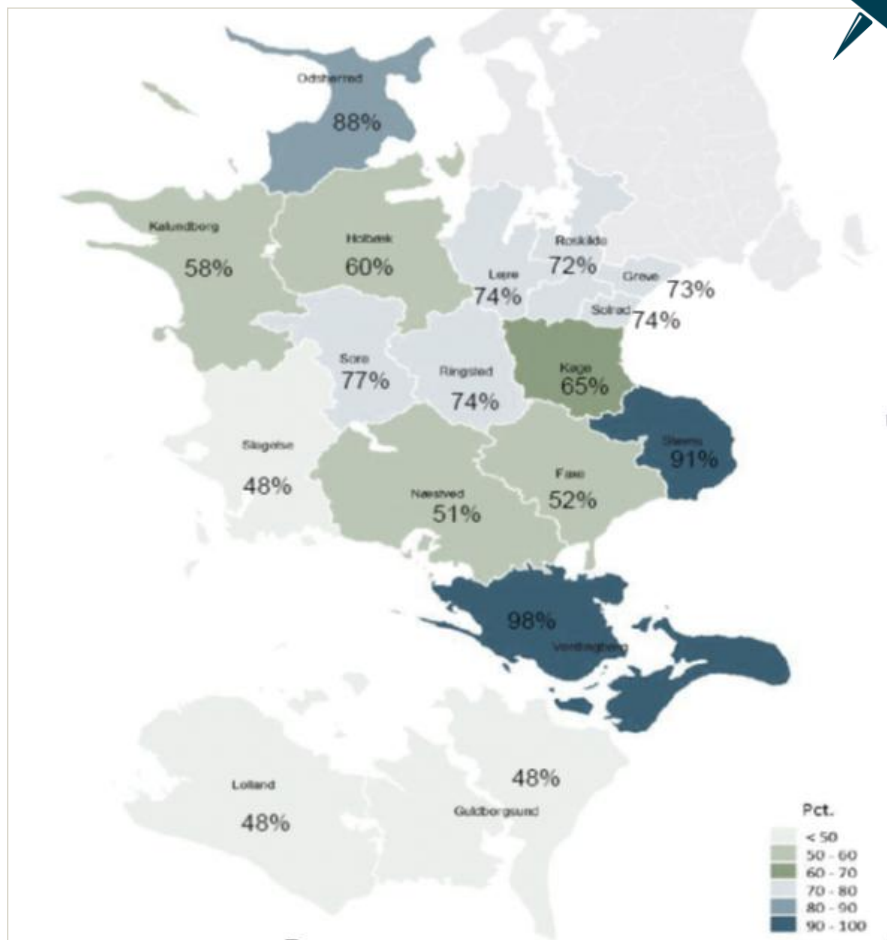 Odsherred
88%
Kalundborg
58%
Holbæk
60%
Roskilde
72%
Lejre
74%
Greve
73%
Solrød
74%
Sorø
77%
Ringsted
74%
Køge
65%
Stevns
91%
Slagelse
48%
Næstved
51%
Faxe
52%
98%
Vordingborg
Lolland
48%
48%
Guldborgsund
Pct.
< 50
50 - 60
60 - 70
70 - 80
80 - 90
90 - 100